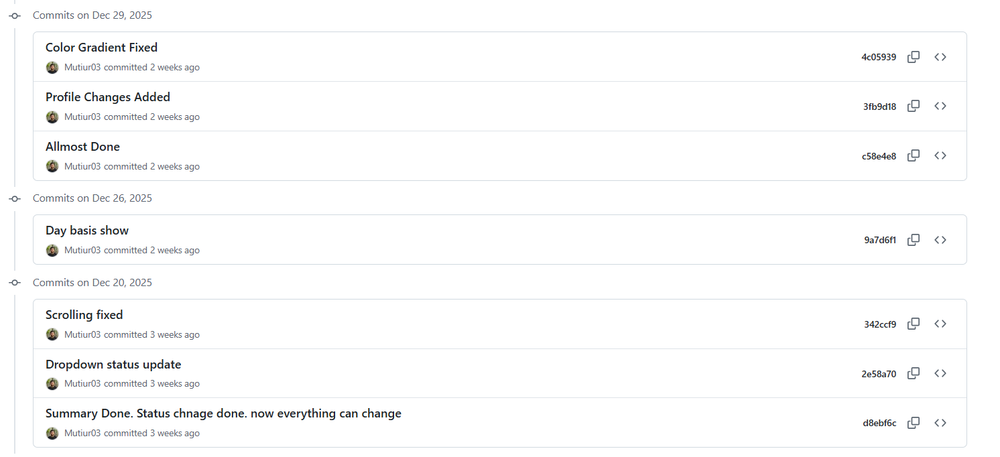 Commits on Dec 29, 2025
Color Gradient Fixed
Mutiur03 committed 2 weeks ago
4c05939
Profile Changes Added
Mutiur03 committed 2 weeks ago
3fb9d18
Allmost Done
Mutiur03 committed 2 weeks ago
c58e4e8
Commits on Dec 26, 2025
Day basis show
Mutiur03 committed 2 weeks ago
9a7d6f1
Commits on Dec 20, 2025
Scrolling fixed
Mutiur03 committed 3 weeks ago
342ccf9
Dropdown status update
Mutiur03 committed 3 weeks ago
2e58a70
Summary Done. Status chnage done. now everything can change
Mutiur03 committed 3 weeks ago
d8ebf6c